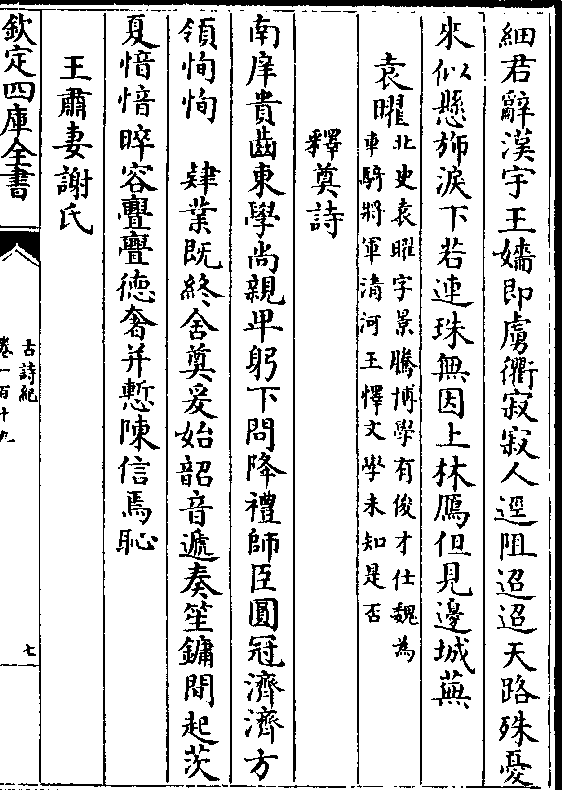 細君辭漢宇王嬙即虜衢寂寂人逕阻迢迢天路殊憂
來似懸旆淚下若連珠無因上林鴈但見邊城蕪
袁曜
北史袁曜字景騰博學有俊才仕魏為
車騎將軍清河王懌文學未知是否
釋奠詩
南庠貴齒東學尚親卑躬下問降禮師臣圓冠濟濟方
領恂恂　肄業既終舍奠爰始韶音遞奏笙鏞間起茨
夏愔愔晬容亹亹德奢并慙陳信焉恥
王肅妻謝氏
欽定四庫全書
古詩紀
卷一百十九
七